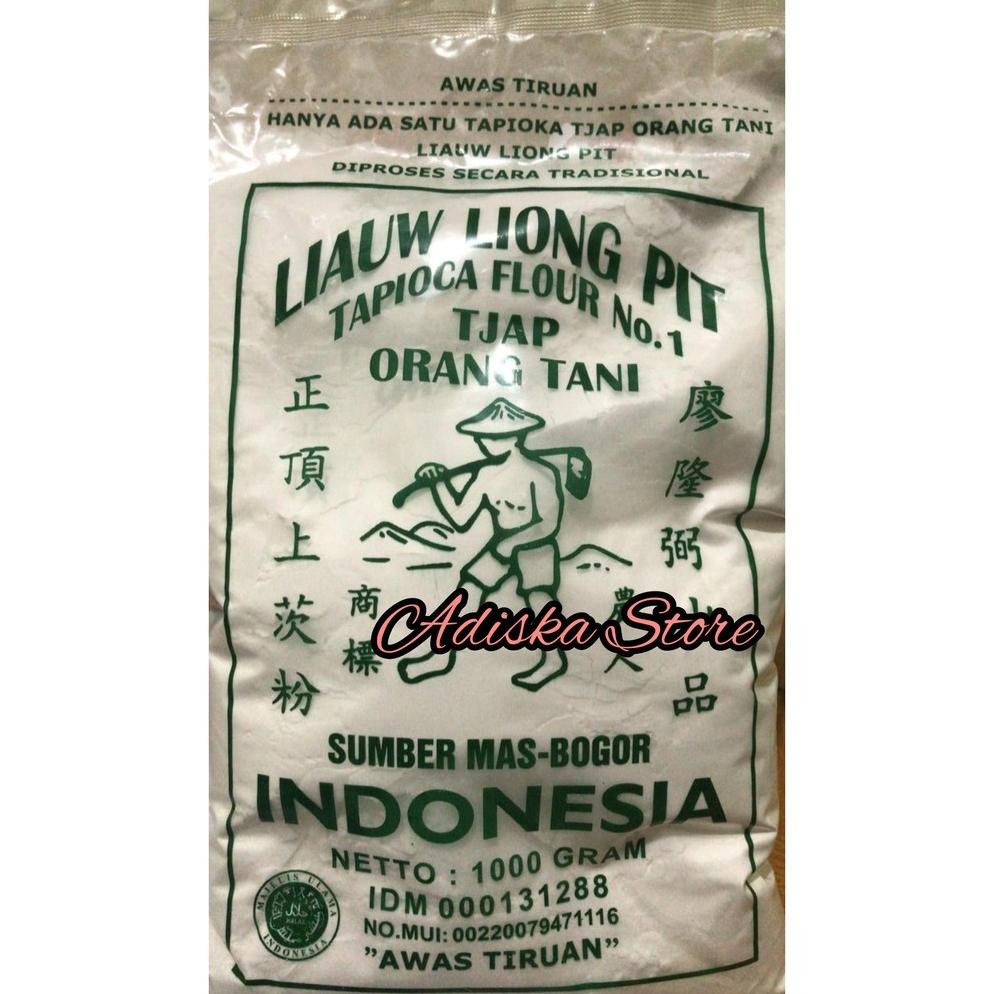 AWAS TIRUAN
HANYA ADA SATU TAPIOKA TJAP ORANG TANI
LIAUW LIONG PIT
DIPROSES SECARA TRADISIONAL
LIAUW LIONG PIT
TAPIOCA FLOUR No.1
TJAP
ORANG TANI
正頂上茨粉
廖隆弼出品
商標
農人
Adiska Store
SUMBER MAS-BOGOR
INDONESIA
NETTO : 1000 GRAM
IDM 000131288
NO.MUI: 00220079471116
”AWAS TIRUAN”
MAJELIS ULAMA
INDONESIA
حلال
HALAL